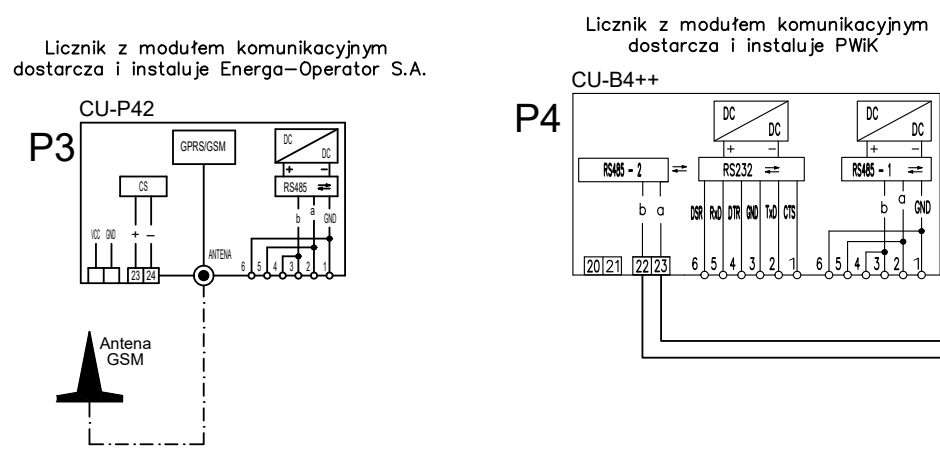 Licznik z modułem komunikacyjnym
dostarcza i instaluje Energa-Operator S.A.
CU-P42
P3
GPRS/GSM
DC
DC
CS
+ -
RS485
b a GND
VCC GND
+ -
ANTENA
23 24
6 5 4 3 2 1
Antena
GSM
Licznik z modułem komunikacyjnym
dostarcza i instaluje PWiK
CU-B4++
P4
DC
DC
DC
DC
+ -
+ -
RS485 - 2
RS232
RS485 - 1
b a
DSR RxD DTR GND TxD CTS
b a GND
20 21 22 23
6 5 4 3 2 1
6 5 4 3 2 1